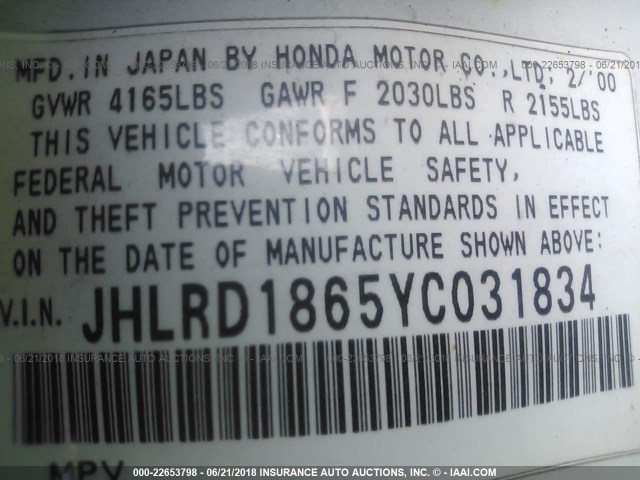 MFD. IN JAPAN BY HONDA MOTOR CO., LTD. 2/'00
GVWR 4165LBS GAWR F 2030LBS R 2155LBS
THIS VEHICLE CONFORMS TO ALL APPLICABLE
FEDERAL MOTOR VEHICLE SAFETY,
AND THEFT PREVENTION STANDARDS IN EFFECT
ON THE DATE OF MANUFACTURE SHOWN ABOVE:
V.I.N. JHLRD1865YC031834
MPV
000-22653798 - 06/21/2018 INSURANCE AUTO AUCTIONS, INC. - © - IAAI.COM